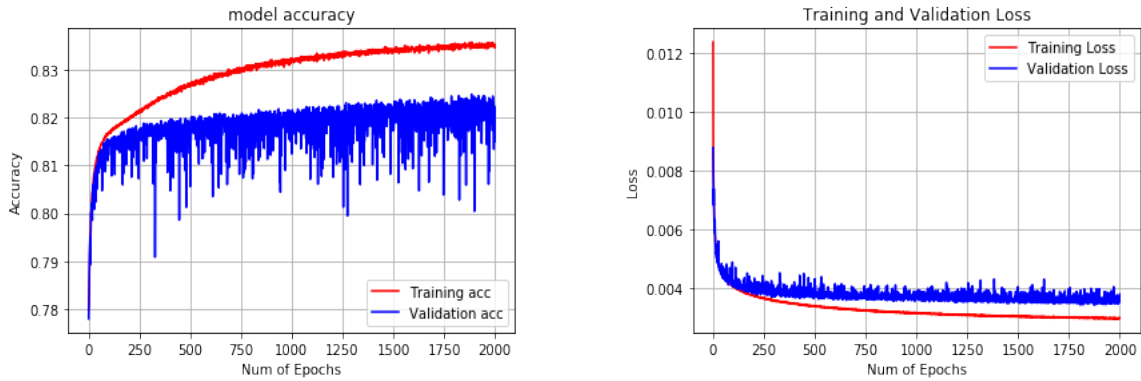 model accuracy
0.83
0.82
0.81
0.80
0.79
0.78
Accuracy
Training acc
Validation acc
0 250 500 750 1000 1250 1500 1750 2000
Num of Epochs
Training and Validation Loss
0.012
0.010
0.008
0.006
0.004
Loss
Training Loss
Validation Loss
0 250 500 750 1000 1250 1500 1750 2000
Num of Epochs